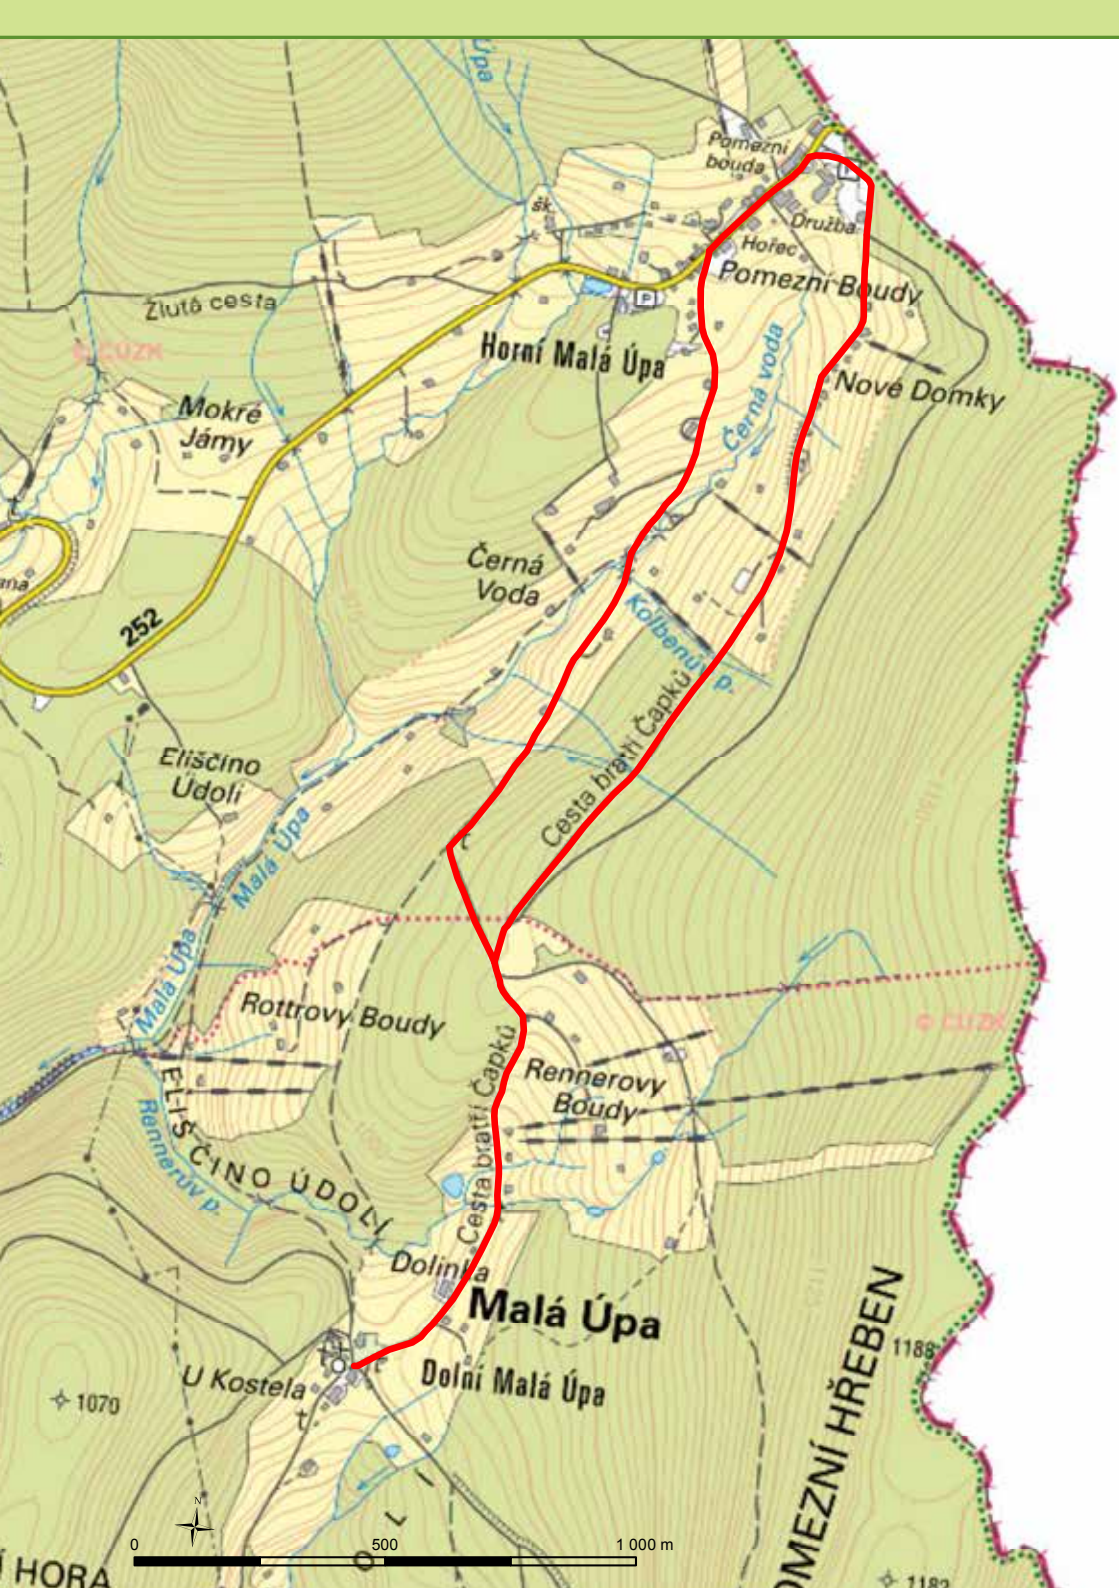 Úpa
Pomezní
bouda
šk.
Družba
Hořec
P
Pomezní Boudy
Žlutá cesta
P
© ČÚZK
Horní Malá Úpa
Černá voda
Nové Domky
Mokré
Jámy
Černá
Voda
252
Kolbenův p.
Cesta bratří Čapků
Eliščino
Údolí
Malá Úpa
Malá Úpa
Rottrovy Boudy
© ČÚZK
Cesta bratří Čapků
Rennerovy
Boudy
ELIŠČINO ÚDOLÍ
Rennerův p.
Dolinka
Malá Úpa
1188
U Kostela
Dolní Malá Úpa
1070
POMEZNÍ HŘEBEN
N
0 500 1 000 m
Í HORA
1182